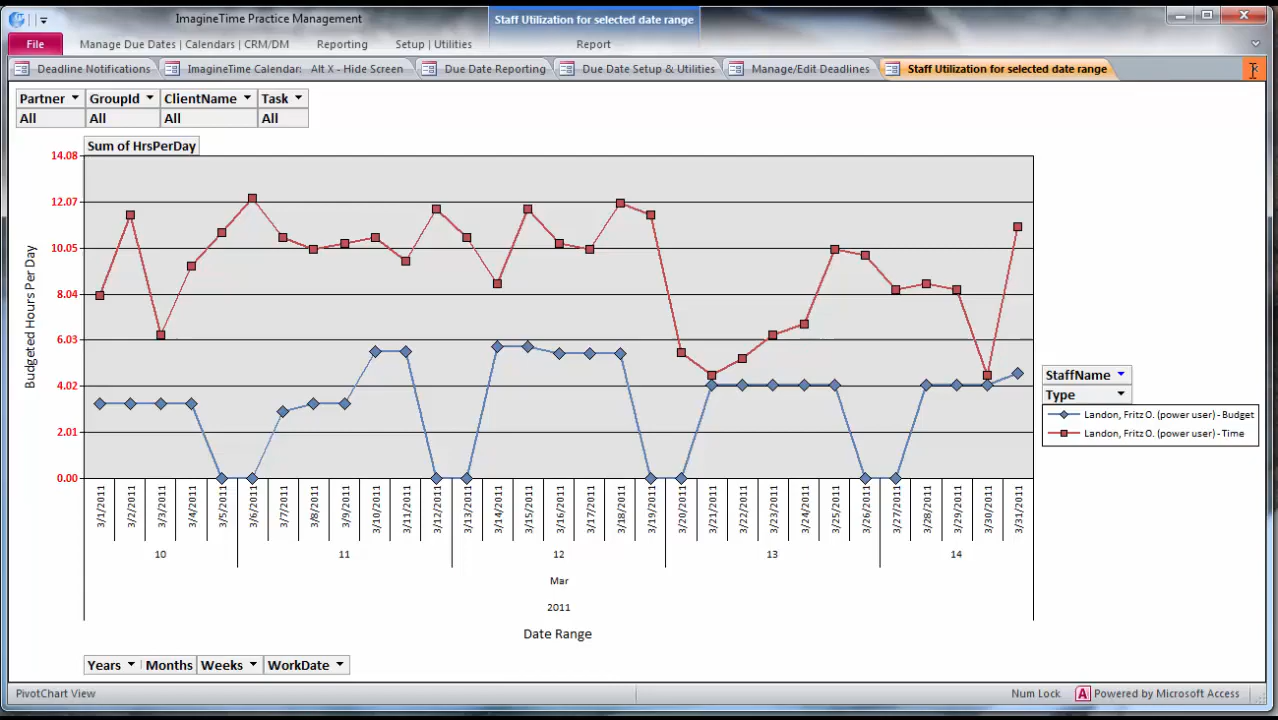 ImagineTime Practice Management
Staff Utilization for selected date range
File
Manage Due Dates | Calendars | CRM/DM
Reporting
Setup | Utilities
Report
Deadline Notifications
ImagineTime Calendar: Alt X - Hide Screen
Due Date Reporting
Due Date Setup & Utilities
Manage/Edit Deadlines
Staff Utilization for selected date range
Partner GroupId ClientName Task
All All All All
Sum of HrsPerDay
14.08
12.07
10.05
8.04
6.03
4.02
2.01
0.00
Budgeted Hours Per Day
StaffName
Type
Landon, Fritz O. (power user) - Budget
Landon, Fritz O. (power user) - Time
3/1/2011
3/2/2011
3/3/2011
3/4/2011
3/5/2011
3/6/2011
3/7/2011
3/8/2011
3/9/2011
3/10/2011
3/11/2011
3/12/2011
3/13/2011
3/14/2011
3/15/2011
3/16/2011
3/17/2011
3/18/2011
3/19/2011
3/20/2011
3/21/2011
3/22/2011
3/23/2011
3/24/2011
3/25/2011
3/26/2011
3/27/2011
3/28/2011
3/29/2011
3/30/2011
3/31/2011
10 11 12 13 14
Mar
2011
Date Range
Years Months Weeks WorkDate
PivotChart View
Num Lock
Powered by Microsoft Access